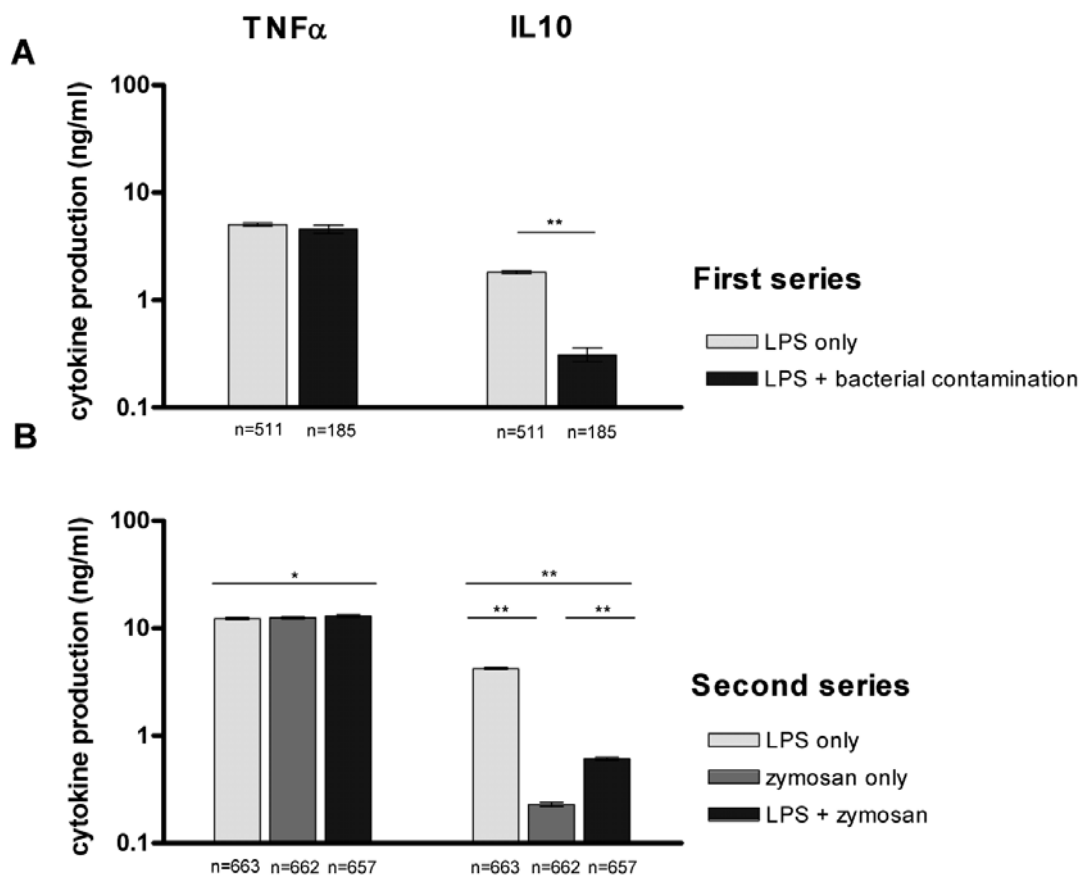 TNFα IL10
A
cytokine production (ng/ml)
100
10
1
0.1
**
n=511 n=185 n=511 n=185
First series
LPS only
LPS + bacterial contamination
B
cytokine production (ng/ml)
100
10
1
0.1
*
**
** **
n=663 n=662 n=657 n=663 n=662 n=657
Second series
LPS only
zymosan only
LPS + zymosan